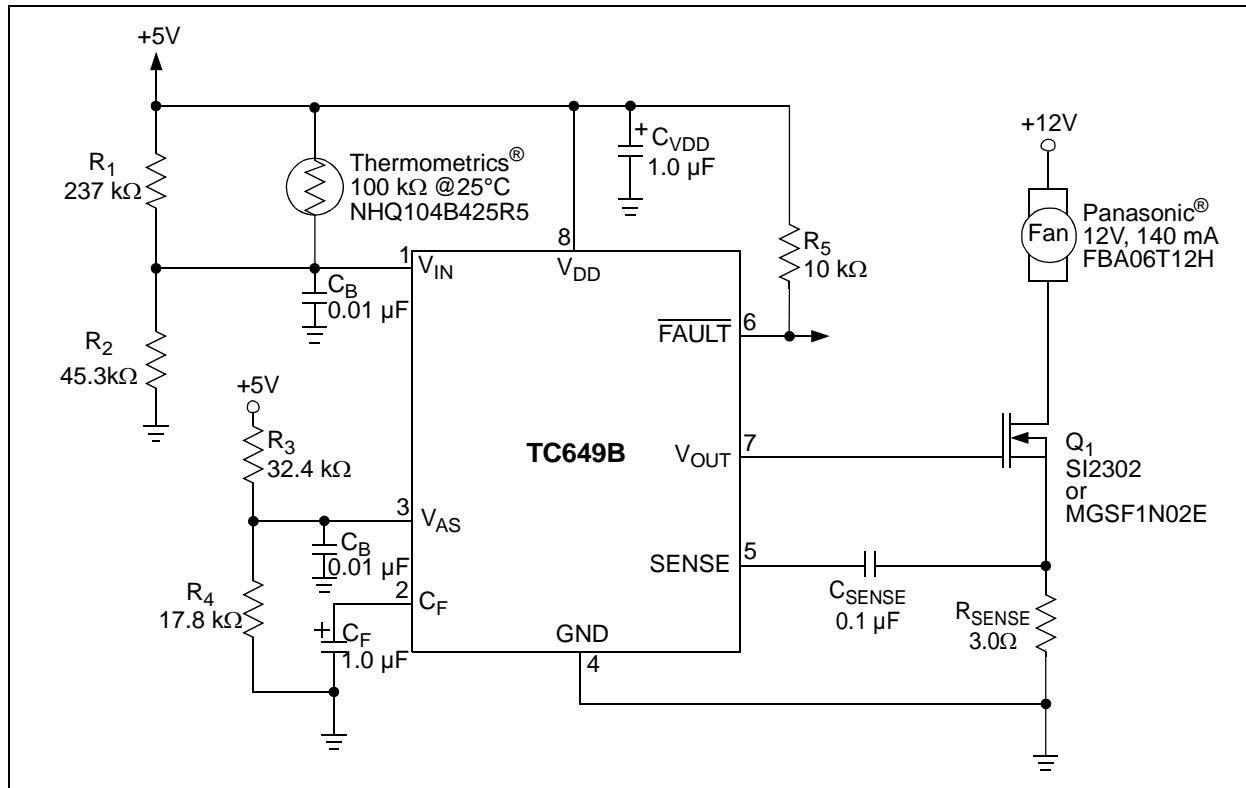 +5V
R1
237 kΩ
Thermometrics®
100 kΩ @25°C
NHQ104B425R5
+ CVDD
1.0 µF
+12V
Panasonic®
12V, 140 mA
FBA06T12H
Fan
R5
10 kΩ
1
VIN
8
VDD
CB
0.01 µF
6
FAULT
R2
45.3kΩ
+5V
R3
32.4 kΩ
TC649B
7
VOUT
Q1
SI2302
or
MGSF1N02E
3
VAS
CB
0.01 µF
5
SENSE
CSENSE
0.1 µF
RSENSE
3.0Ω
R4
17.8 kΩ
2
CF
+ CF
1.0 µF
GND
4